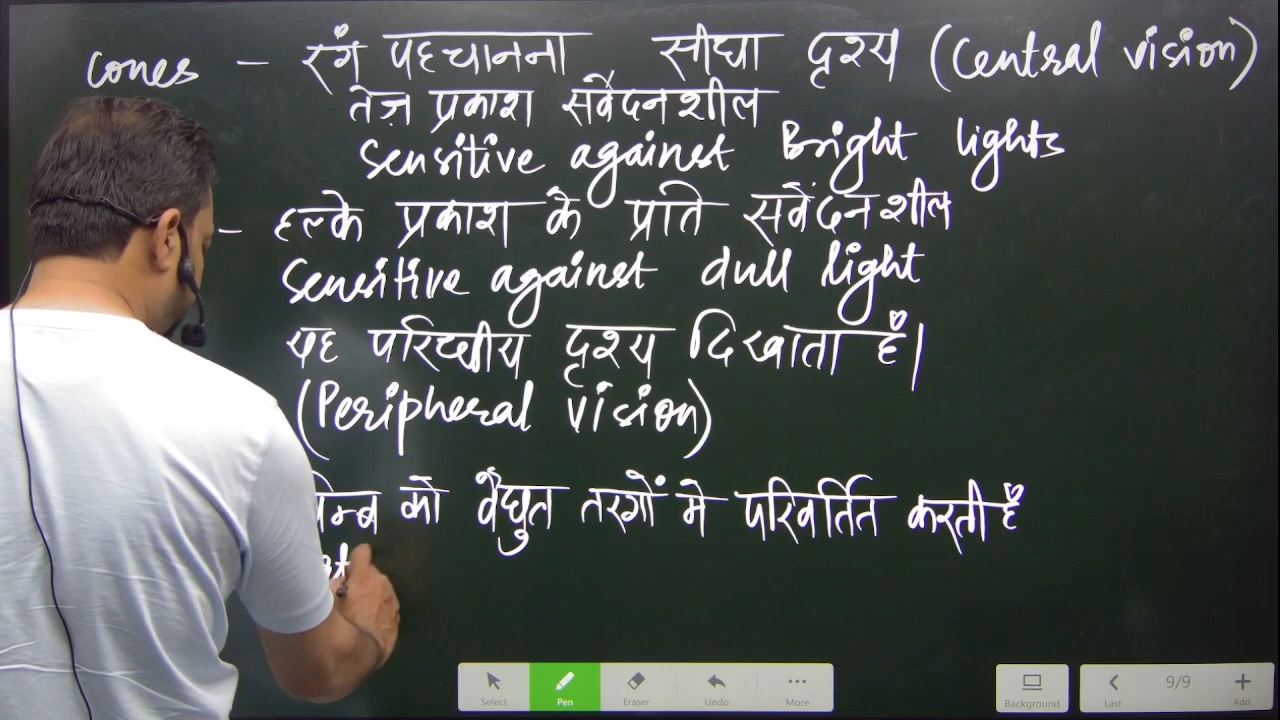 cones - रंग पहचानना सीधा दृश्य (Central vision)
तेज़ प्रकाश संवेदनशील
Sensitive against Bright lights
- हल्के प्रकाश के प्रति संवेदनशील
Sensitive against dull light
यह परिधीय दृश्य दिखाता है।
(Peripheral vision)
को वैधुत तरगों मे परिवर्तित करती है
Select Pen Eraser Undo More Background Last 9/9 Add